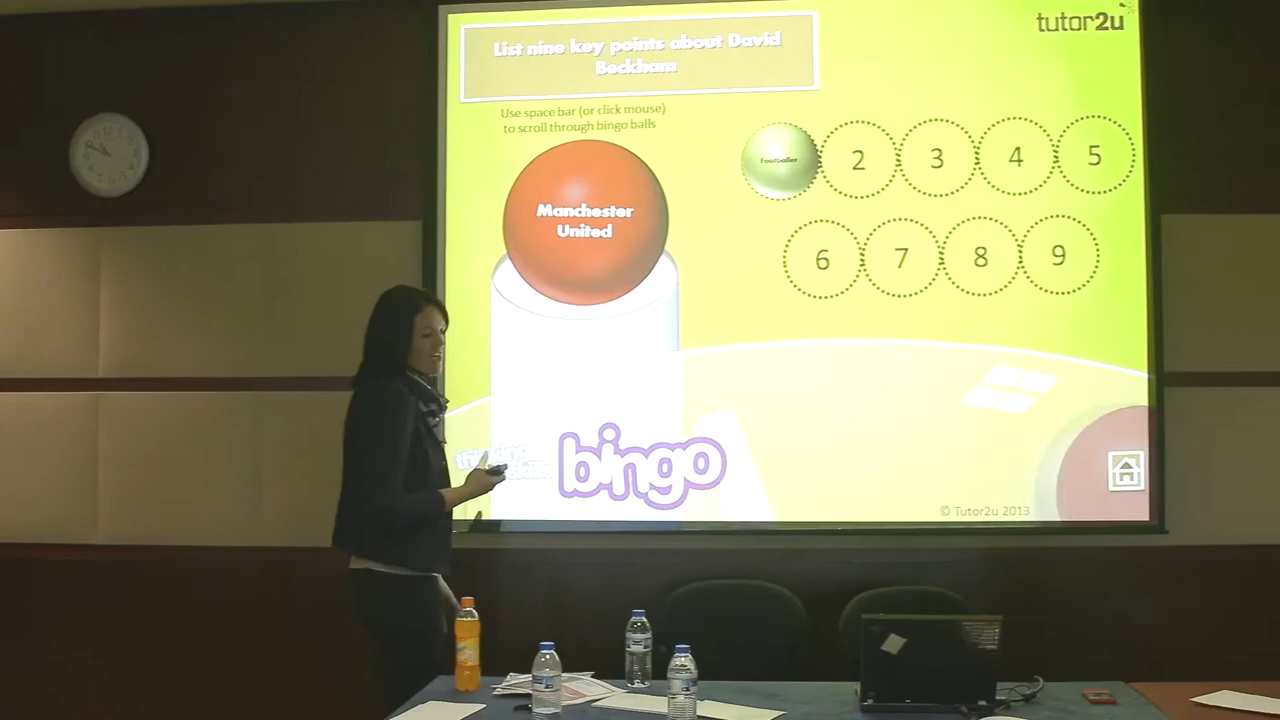 tutor2u
List nine key points about David
Beckham
Use space bar (or click mouse)
to scroll through bingo balls
Footballer
2
3
4
5
Manchester
United
6
7
8
9
bingo
© Tutor2u 2013